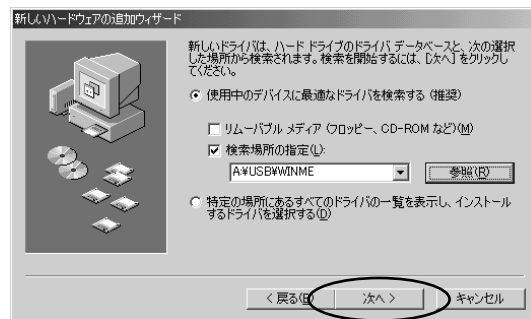 新しいハードウェアの追加ウィザード
新しいドライバは、ハード ドライブのドライバ データベースと、次の選択
した場所から検索されます。検索を開始するには、[次へ] をクリックし
てください。
使用中のデバイスに最適なドライバを検索する (推奨)
リムーバブル メディア (フロッピー、CD-ROM など)(M)
検索場所の指定(L):
A:¥USB¥WINME
参照(R)
特定の場所にあるすべてのドライバの一覧を表示し、インストール
するドライバを選択する(D)
< 戻る(B)
次へ >
キャンセル